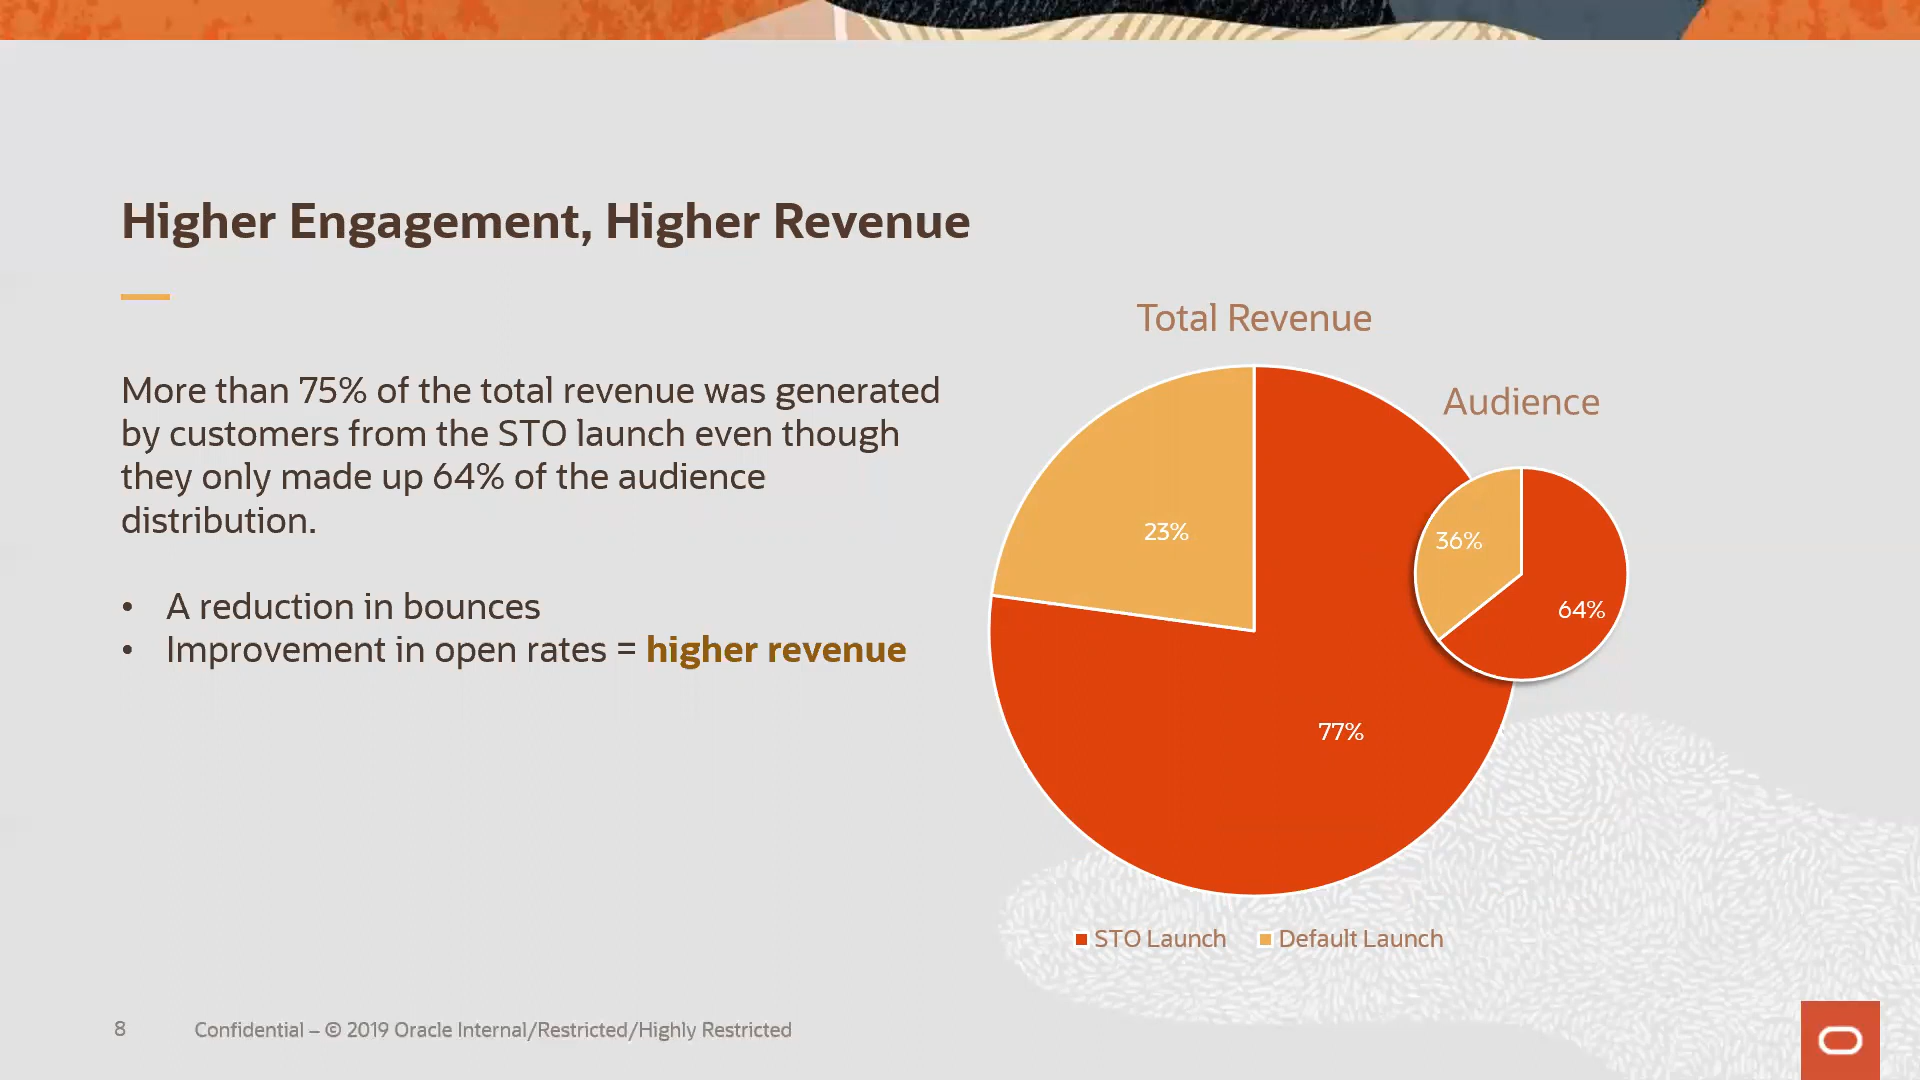 Higher Engagement, Higher Revenue
More than 75% of the total revenue was generated
by customers from the STO launch even though
they only made up 64% of the audience
distribution.
• A reduction in bounces
• Improvement in open rates = higher revenue
Total Revenue
Audience
23%
77%
36%
64%
STO Launch
Default Launch
8
Confidential – © 2019 Oracle Internal/Restricted/Highly Restricted